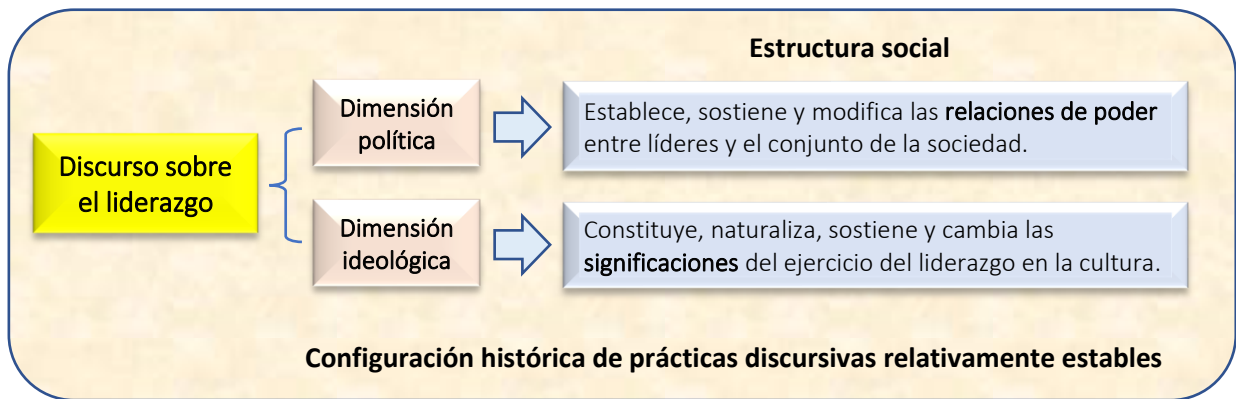 Estructura social
Discurso sobre
el liderazgo
Dimensión
política
Establece, sostiene y modifica las relaciones de poder
entre líderes y el conjunto de la sociedad.
Dimensión
ideológica
Constituye, naturaliza, sostiene y cambia las
significaciones del ejercicio del liderazgo en la cultura.
Configuración histórica de prácticas discursivas relativamente estables